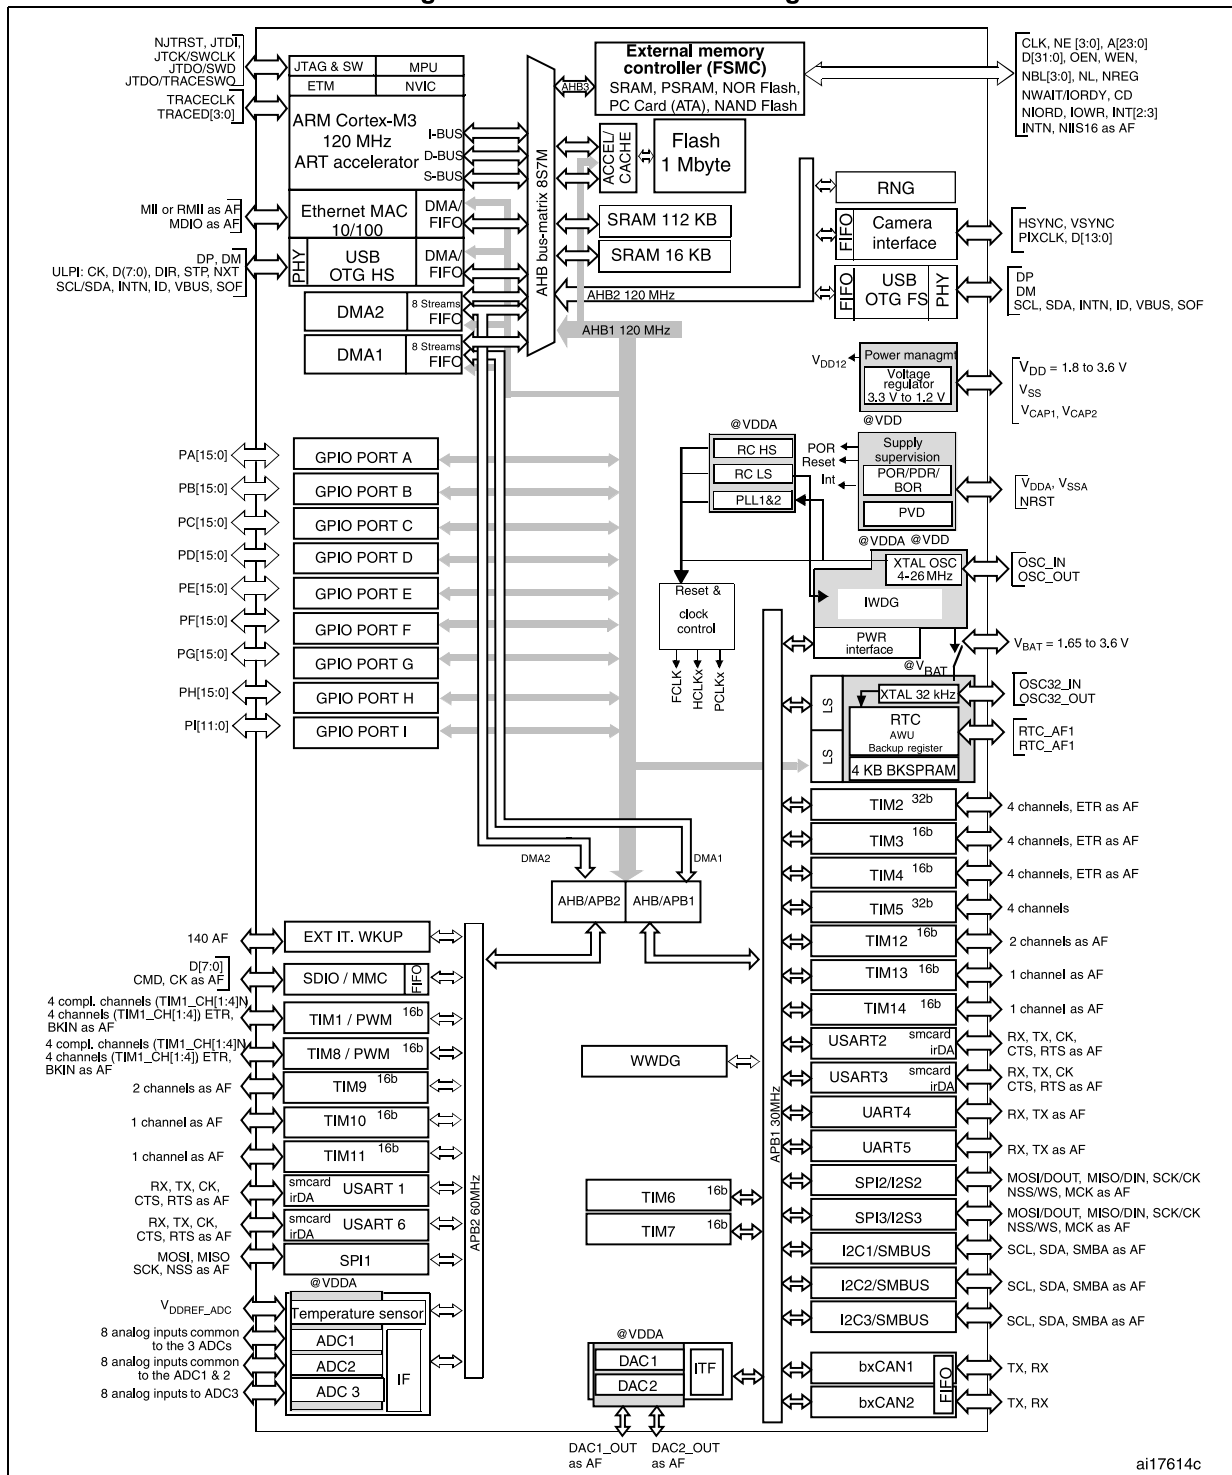 NJTRST, JTDI,
JTCK/SWCLK
JTDO/SWD
JTDO/TRACESWO
TRACECLK
TRACED[3:0]
JTAG & SW
MPU
ETM
NVIC
ARM Cortex-M3
120 MHz
ART accelerator
I-BUS
D-BUS
S-BUS
MII or RMII as AF
MDIO as AF
Ethernet MAC
10/100
DMA/
FIFO
DP, DM
ULPI: CK, D(7:0), DIR, STP, NXT
SCL/SDA, INTN, ID, VBUS, SOF
PHY
USB
OTG HS
DMA/
FIFO
DMA2
8 Streams
FIFO
DMA1
8 Streams
FIFO
AHB bus-matrix 8S7M
AHB3
External memory
controller (FSMC)
SRAM, PSRAM, NOR Flash,
PC Card (ATA), NAND Flash
CLK, NE [3:0], A[23:0]
D[31:0], OEN, WEN,
NBL[3:0], NL, NREG
NWAIT/IORDY, CD
NIORD, IOWR, INT[2:3]
INTN, NIIS16 as AF
ACCEL/
CACHE
Flash
1 Mbyte
SRAM 112 KB
SRAM 16 KB
AHB2 120 MHz
AHB1 120 MHz
RNG
FIFO
Camera
interface
HSYNC, VSYNC
PIXCLK, D[13:0]
FIFO
USB
OTG FS
PHY
DP
DM
SCL, SDA, INTN, ID, VBUS, SOF
VDD12
Power managmt
Voltage
regulator
3.3 V to 1.2 V
VDD = 1.8 to 3.6 V
VSS
VCAP1, VCAP2
@VDD
@VDDA
RC HS
RC LS
PLL1&2
POR
Reset
Int
Supply
supervision
POR/PDR/
BOR
PVD
VDDA, VSSA
NRST
@VDDA
@VDD
XTAL OSC
4-26MHz
OSC_IN
OSC_OUT
IWDG
PWR
interface
VBAT = 1.65 to 3.6 V
@VBAT
Reset &
clock
control
FCLK
HCLKx
PCLKx
LS
LS
XTAL 32 kHz
RTC
AWU
Backup register
4 KB BKSPRAM
OSC32_IN
OSC32_OUT
RTC_AF1
RTC_AF1
PA[15:0]
GPIO PORT A
PB[15:0]
GPIO PORT B
PC[15:0]
GPIO PORT C
PD[15:0]
GPIO PORT D
PE[15:0]
GPIO PORT E
PF[15:0]
GPIO PORT F
PG[15:0]
GPIO PORT G
PH[15:0]
GPIO PORT H
PI[11:0]
GPIO PORT I
DMA2
DMA1
AHB/APB2
AHB/APB1
TIM2 32b
4 channels, ETR as AF
TIM3 16b
4 channels, ETR as AF
TIM4 16b
4 channels, ETR as AF
TIM5 32b
4 channels
TIM12 16b
2 channels as AF
TIM13 16b
1 channel as AF
TIM14 16b
1 channel as AF
USART2
smcard
irDA
RX, TX, CK,
CTS, RTS as AF
USART3
smcard
irDA
RX, TX, CK
CTS, RTS as AF
UART4
RX, TX as AF
UART5
RX, TX as AF
SPI2/I2S2
MOSI/DOUT, MISO/DIN, SCK/CK
NSS/WS, MCK as AF
SPI3/I2S3
MOSI/DOUT, MISO/DIN, SCK/CK
NSS/WS, MCK as AF
I2C1/SMBUS
SCL, SDA, SMBA as AF
I2C2/SMBUS
SCL, SDA, SMBA as AF
I2C3/SMBUS
SCL, SDA, SMBA as AF
bxCAN1
FIFO
TX, RX
bxCAN2
TX, RX
APB1 30MHz
WWDG
TIM6 16b
TIM7 16b
@VDDA
DAC1
DAC2
ITF
DAC1_OUT
as AF
DAC2_OUT
as AF
140 AF
EXT IT. WKUP
D[7:0]
CMD, CK as AF
SDIO / MMC
FIFO
4 compl. channels (TIM1_CH[1:4]N
4 channels (TIM1_CH[1:4]) ETR,
BKIN as AF
TIM1 / PWM 16b
4 compl. channels (TIM1_CH[1:4]N
4 channels (TIM1_CH[1:4]) ETR,
BKIN as AF
TIM8 / PWM 16b
2 channels as AF
TIM9 16b
1 channel as AF
TIM10 16b
1 channel as AF
TIM11 16b
RX, TX, CK,
CTS, RTS as AF
smcard
irDA
USART 1
RX, TX, CK,
CTS, RTS as AF
smcard
irDA
USART 6
MOSI, MISO
SCK, NSS as AF
SPI1
APB2 60MHz
@VDDA
VDDREF_ADC
Temperature sensor
8 analog inputs common
to the 3 ADCs
ADC1
8 analog inputs common
to the ADC1 & 2
ADC2
8 analog inputs to ADC3
ADC 3
IF
ai17614c